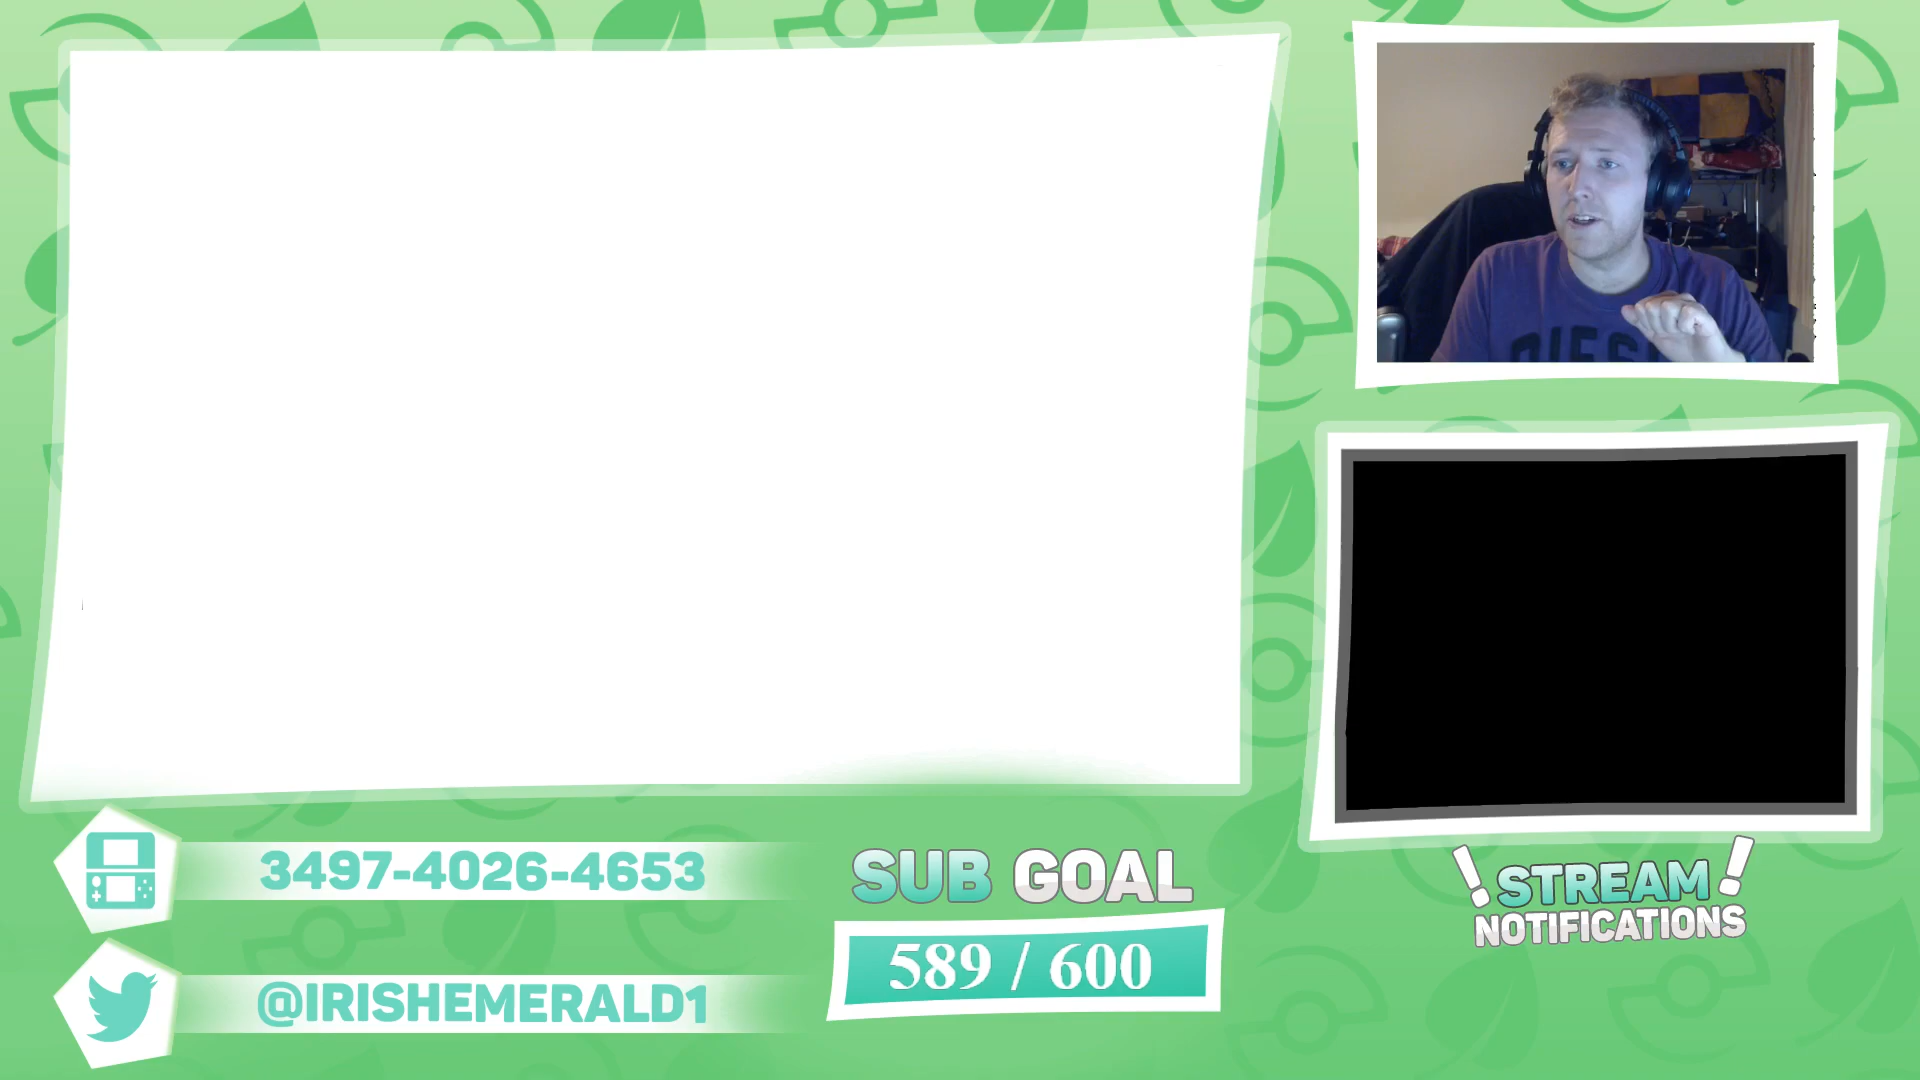 3497-4026-4653
@IRISHEMERALD1
SUB GOAL
589 / 600
STREAM
NOTIFICATIONS